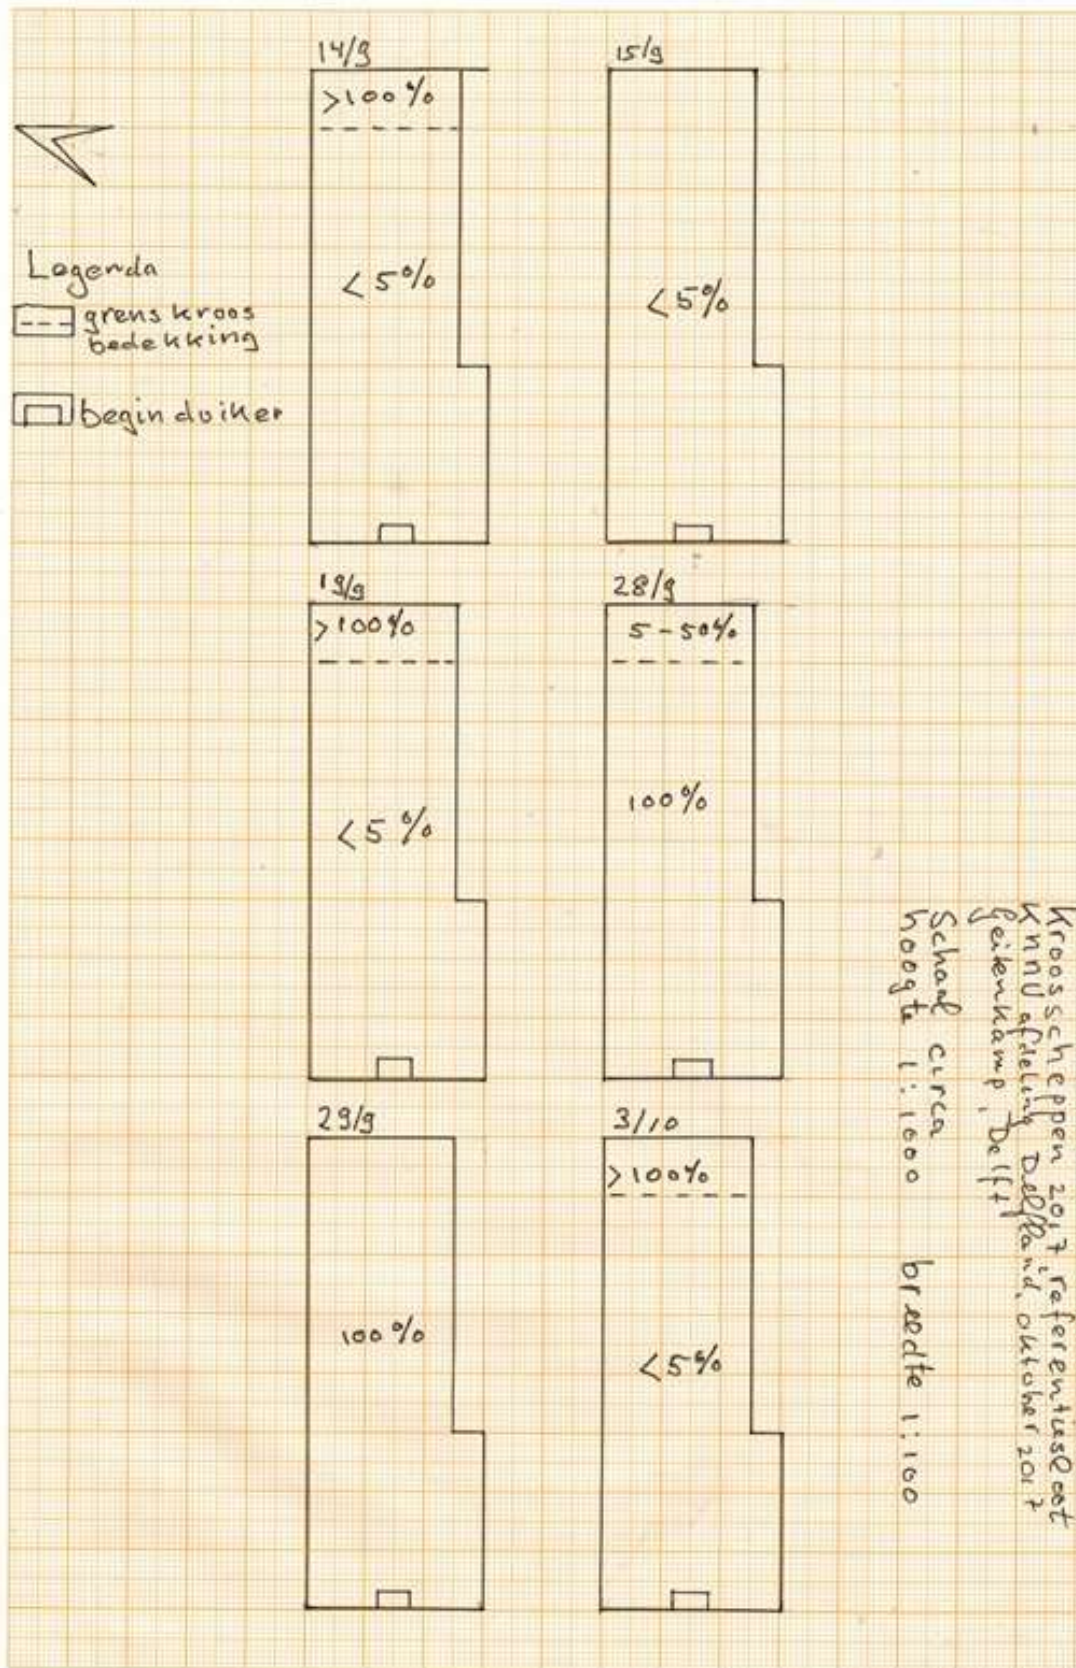 14/9
>100%
<5%
15/9
<5%
Legenda
grens kroos
bedekking
begin duiker
19/9
>100%
<5%
28/9
5-50%
100%
29/9
100%
3/10
>100%
<5%
Kroosscheppen 2017, referentiesloot
KNNV afdeling Delfland, oktober 2017
Geitenkamp, Delft
Schaal circa
hoogte 1:1000 breedte 1:100